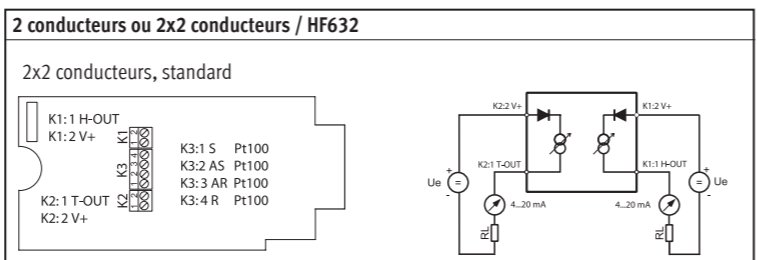 2 conducteurs ou 2x2 conducteurs / HF632
2x2 conducteurs, standard
K1: 1 H-OUT
K1: 2 V+
K1
1 2
K3
1 2 3 4
K2
1 2
K3:1 S Pt100
K3:2 AS Pt100
K3: 3 AR Pt100
K3: 4 R Pt100
K2: 1 T-OUT
K2: 2 V+
K2:2 V+
K1:2 V+
K2:1 T-OUT
K1:1 H-OUT
Ue
+
=
-
4...20 mA
RL
4...20 mA
RL
+
=
-
Ue